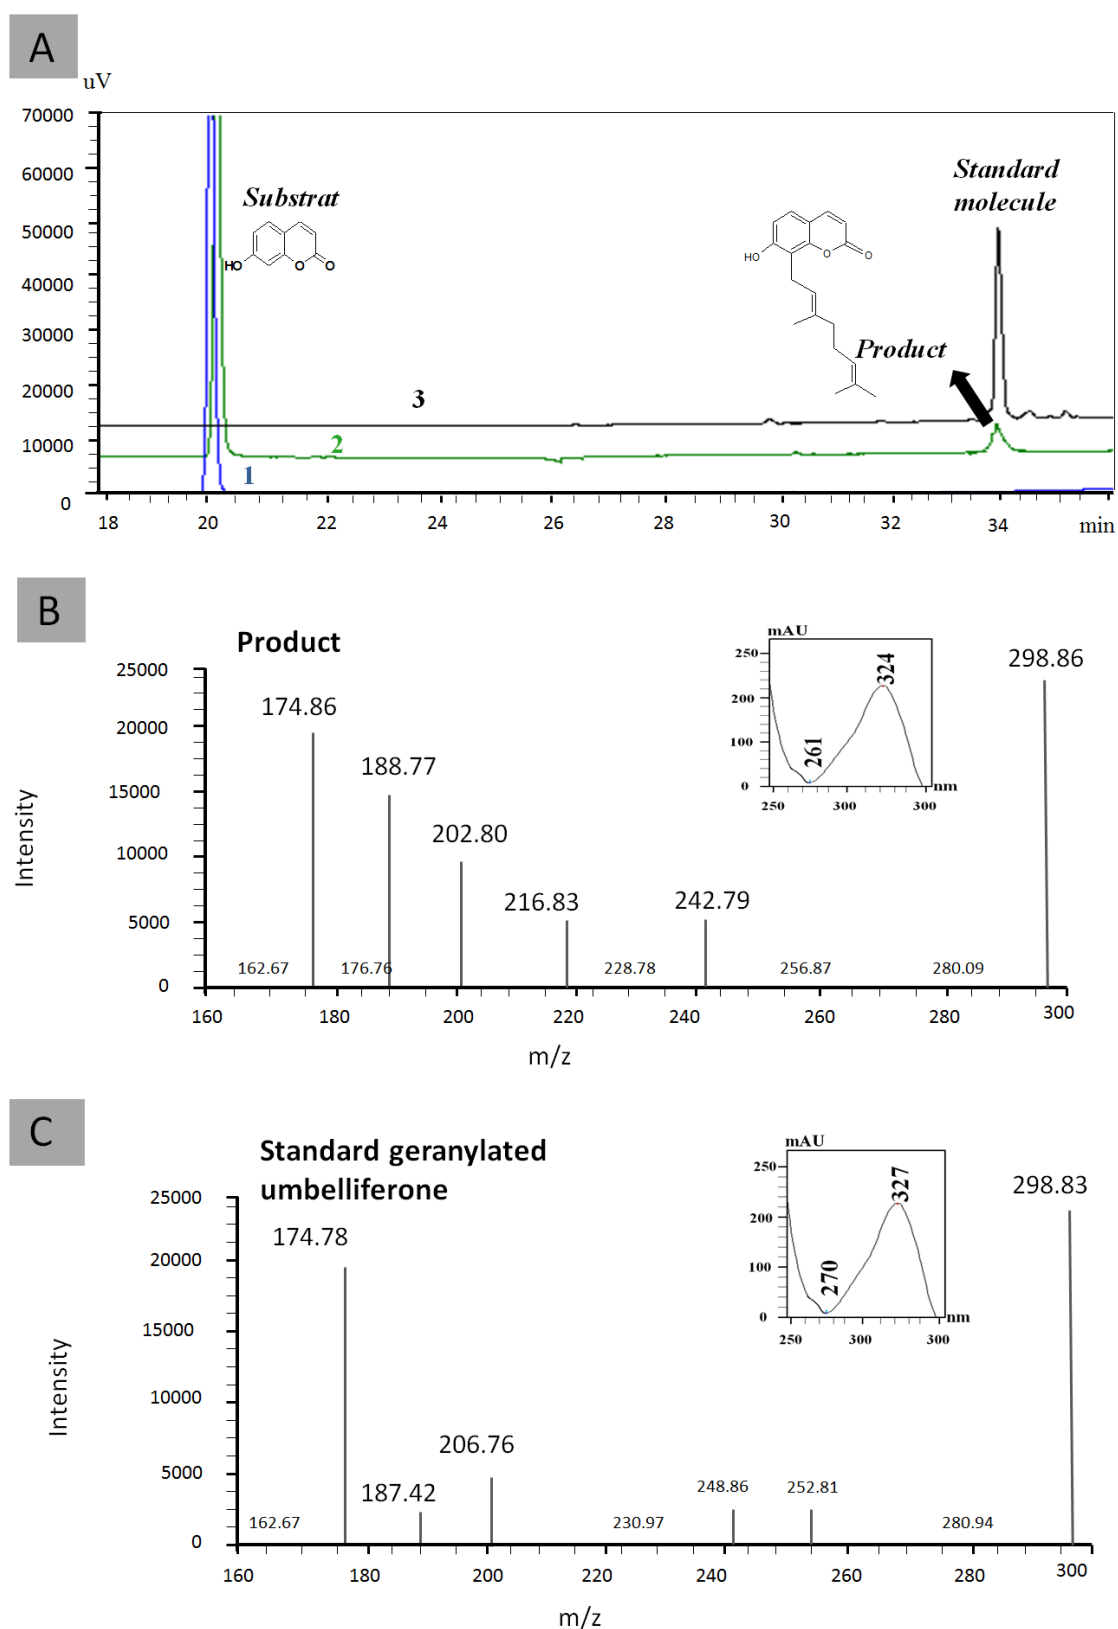 A
uV
70000
60000
50000
40000
30000
20000
10000
0
Substrat
HO O O
HO O O
Product
Standard
molecule
3
2
1
18 20 22 24 26 28 30 32 34 min
B
Product
Intensity
25000
20000
15000
10000
5000
0
174.86
188.77
202.80
216.83
242.79
298.86
162.67 176.76 228.78 256.87 280.09
160 180 200 220 240 260 280 300
m/z
mAU
250
200
100
0
261
324
250 300 300 nm
C
Standard geranylated
umbelliferone
Intensity
25000
20000
15000
10000
5000
0
174.78
187.42
206.76
248.86 252.81
298.83
162.67 230.97 280.94
160 180 200 220 240 260 280 300
m/z
mAU
250
200
100
0
270
327
250 300 300 nm